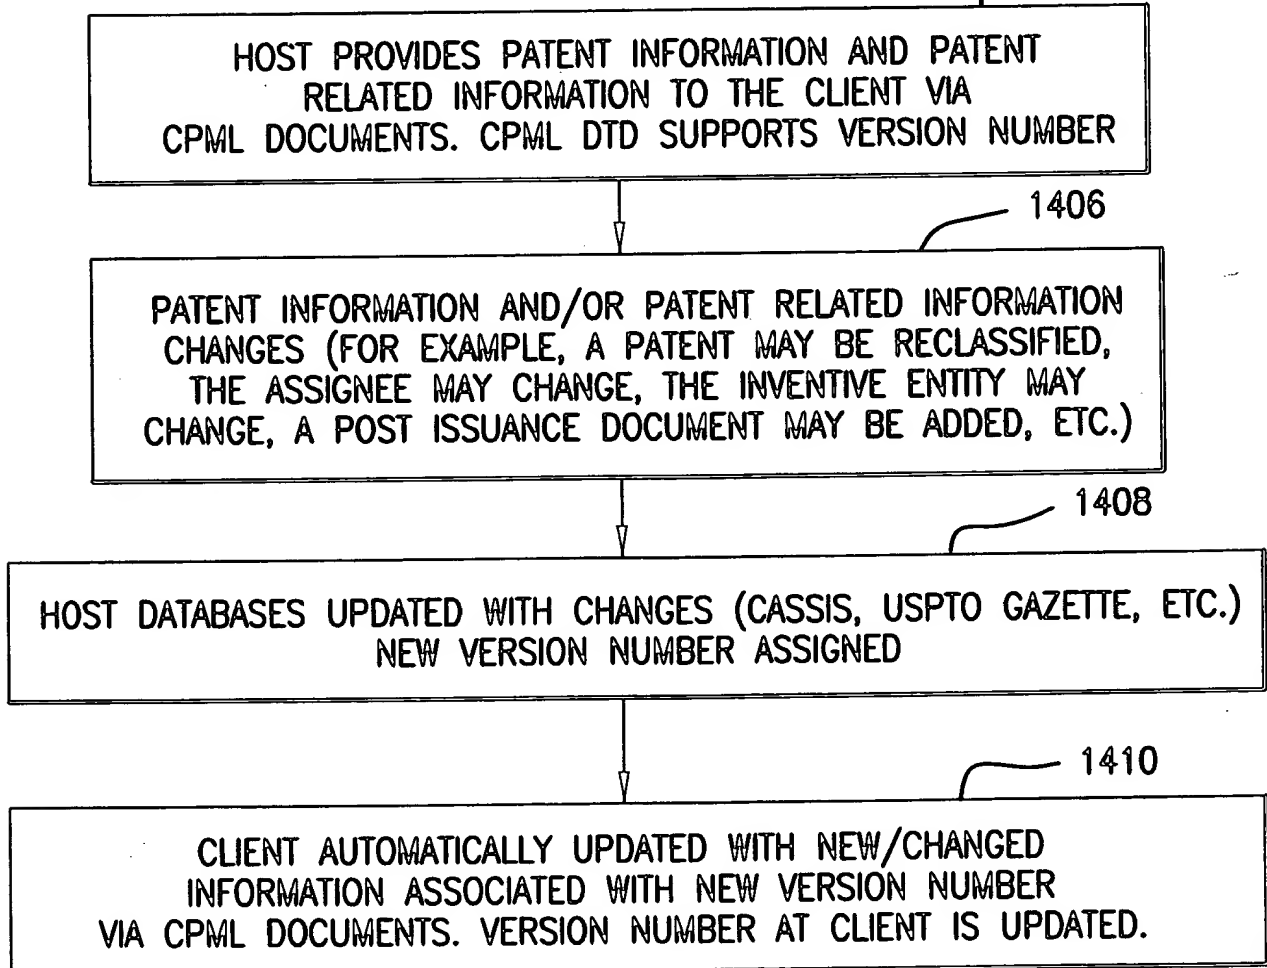 HOST PROVIDES PATENT INFORMATION AND PATENT
RELATED INFORMATION TO THE CLIENT VIA
CPML DOCUMENTS. CPML DTD SUPPORTS VERSION NUMBER
1406
PATENT INFORMATION AND/OR PATENT RELATED INFORMATION
CHANGES (FOR EXAMPLE, A PATENT MAY BE RECLASSIFIED,
THE ASSIGNEE MAY CHANGE, THE INVENTIVE ENTITY MAY
CHANGE, A POST ISSUANCE DOCUMENT MAY BE ADDED, ETC.)
1408
HOST DATABASES UPDATED WITH CHANGES (CASSIS, USPTO GAZETTE, ETC.)
NEW VERSION NUMBER ASSIGNED
1410
CLIENT AUTOMATICALLY UPDATED WITH NEW/CHANGED
INFORMATION ASSOCIATED WITH NEW VERSION NUMBER
VIA CPML DOCUMENTS. VERSION NUMBER AT CLIENT IS UPDATED.